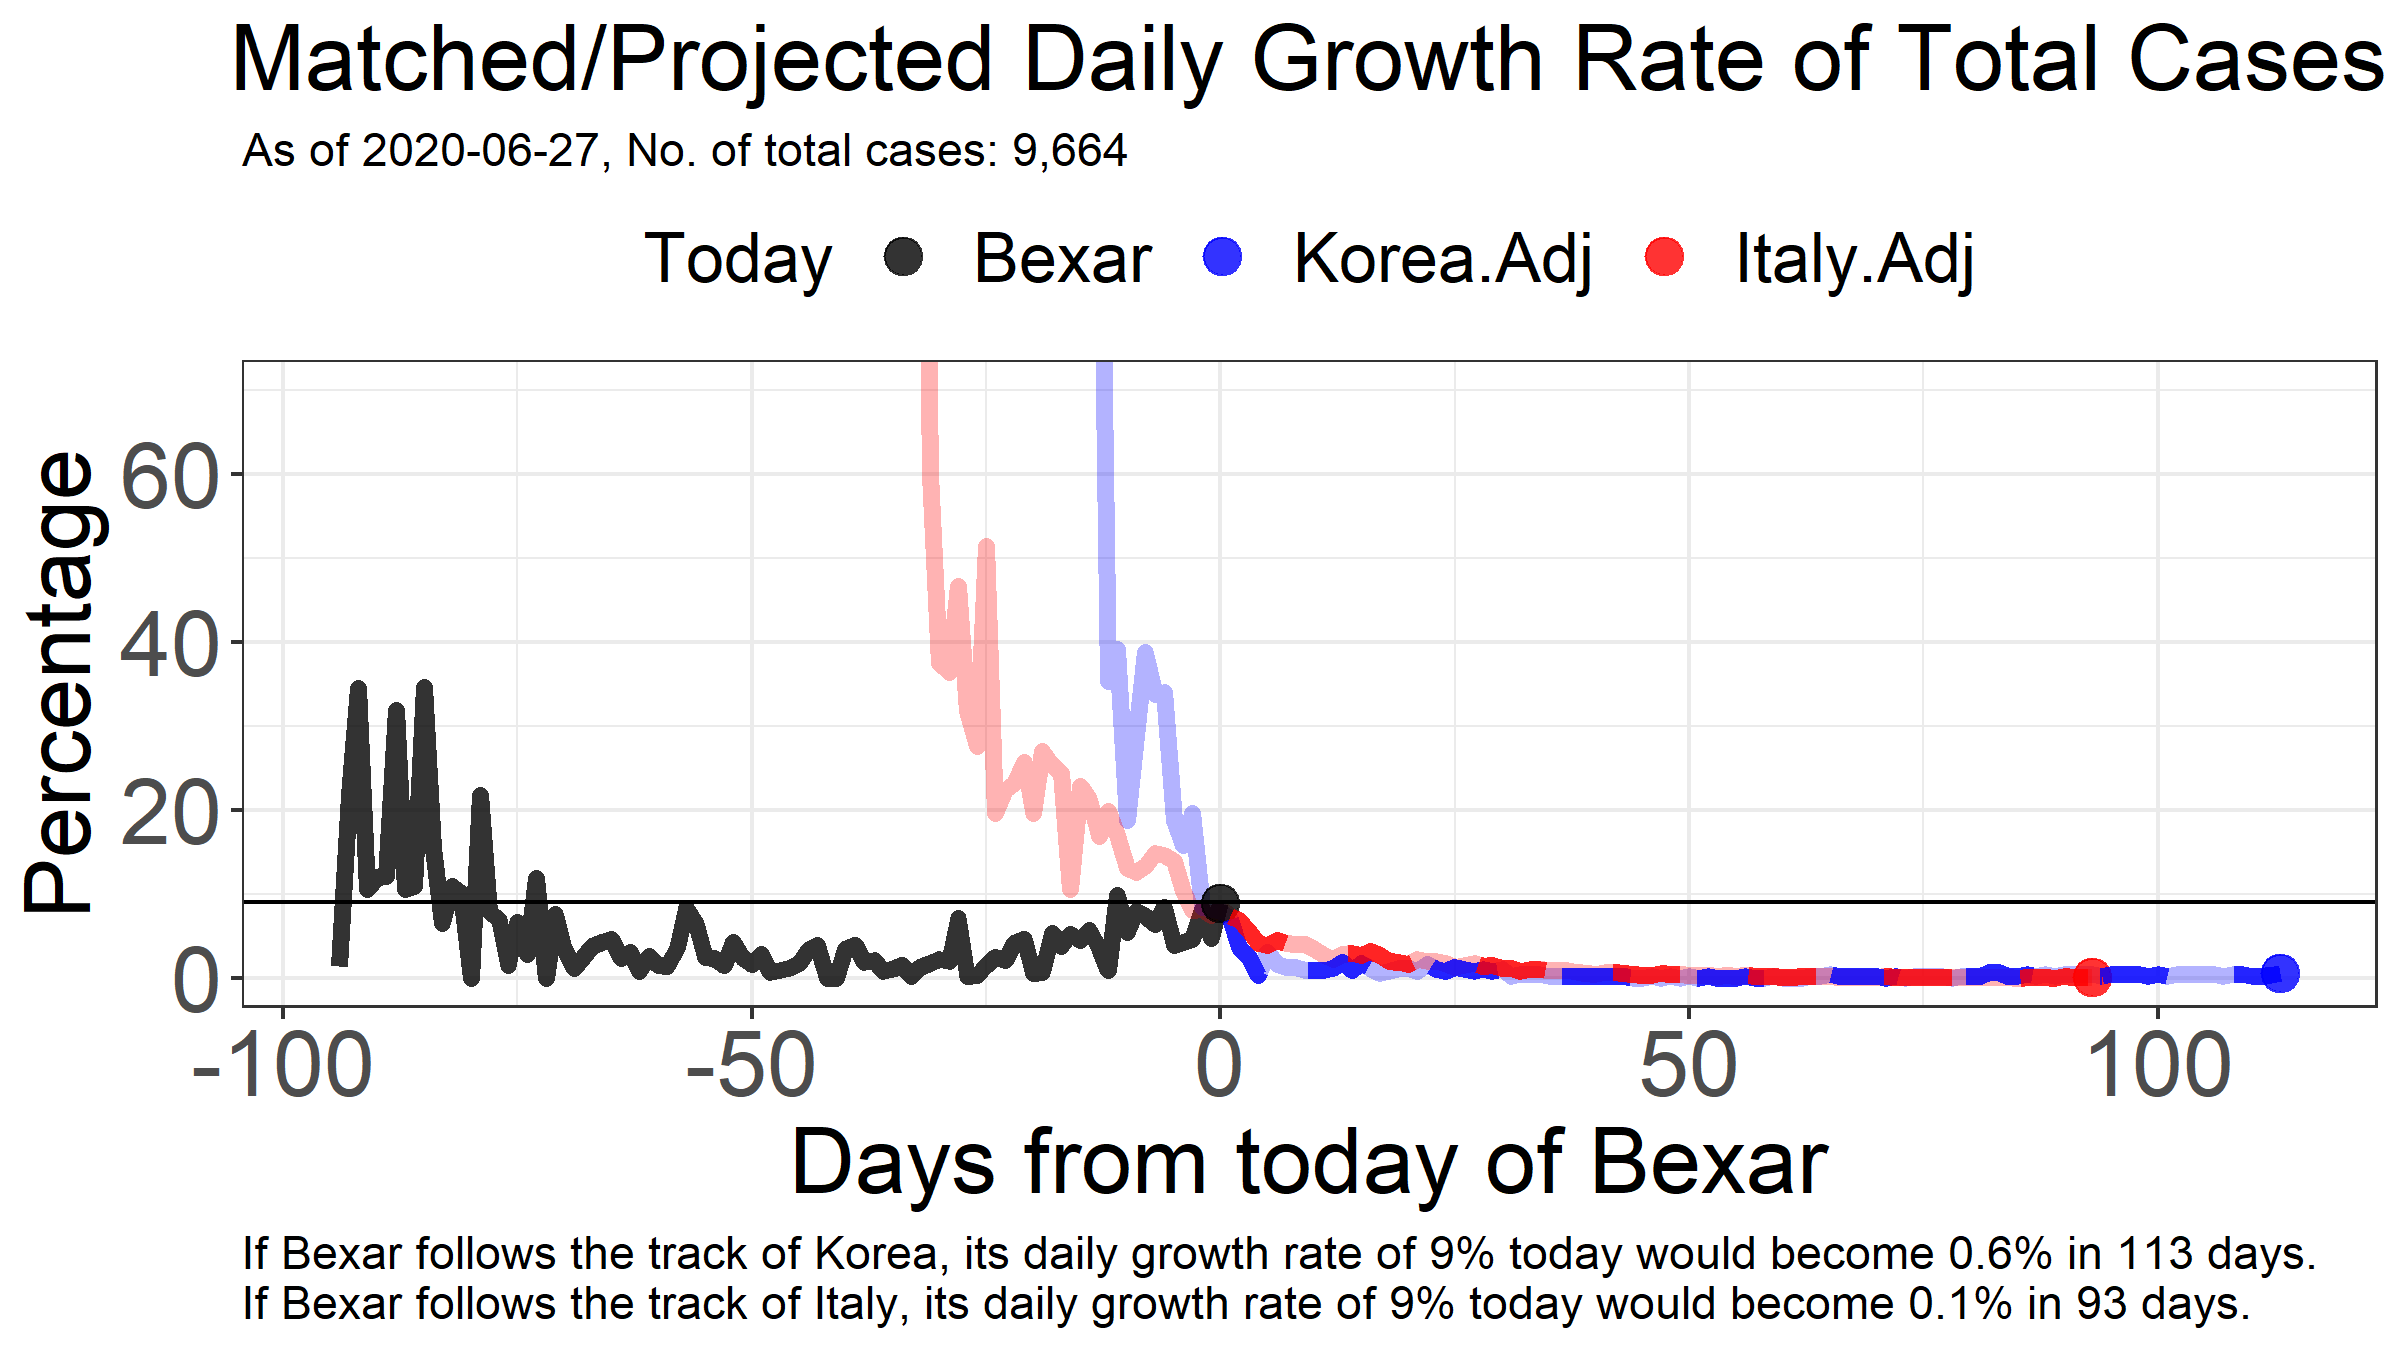 Matched/Projected Daily Growth Rate of Total Cases
As of 2020-06-27, No. of total cases: 9,664
Today Bexar Korea.Adj Italy.Adj
Percentage
60
40
20
0
-100 -50 0 50 100
Days from today of Bexar
If Bexar follows the track of Korea, its daily growth rate of 9% today would become 0.6% in 113 days.
If Bexar follows the track of Italy, its daily growth rate of 9% today would become 0.1% in 93 days.